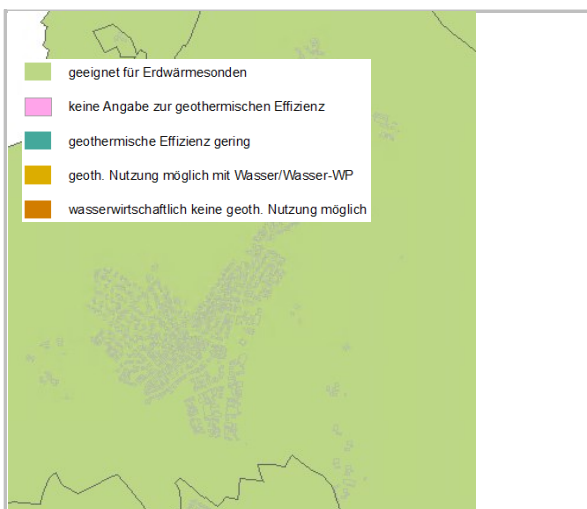 geeignet für Erdwärmesonden
keine Angabe zur geothermischen Effizienz
geothermische Effizienz gering
geoth. Nutzung möglich mit Wasser/Wasser-WP
wasserwirtschaftlich keine geoth. Nutzung möglich